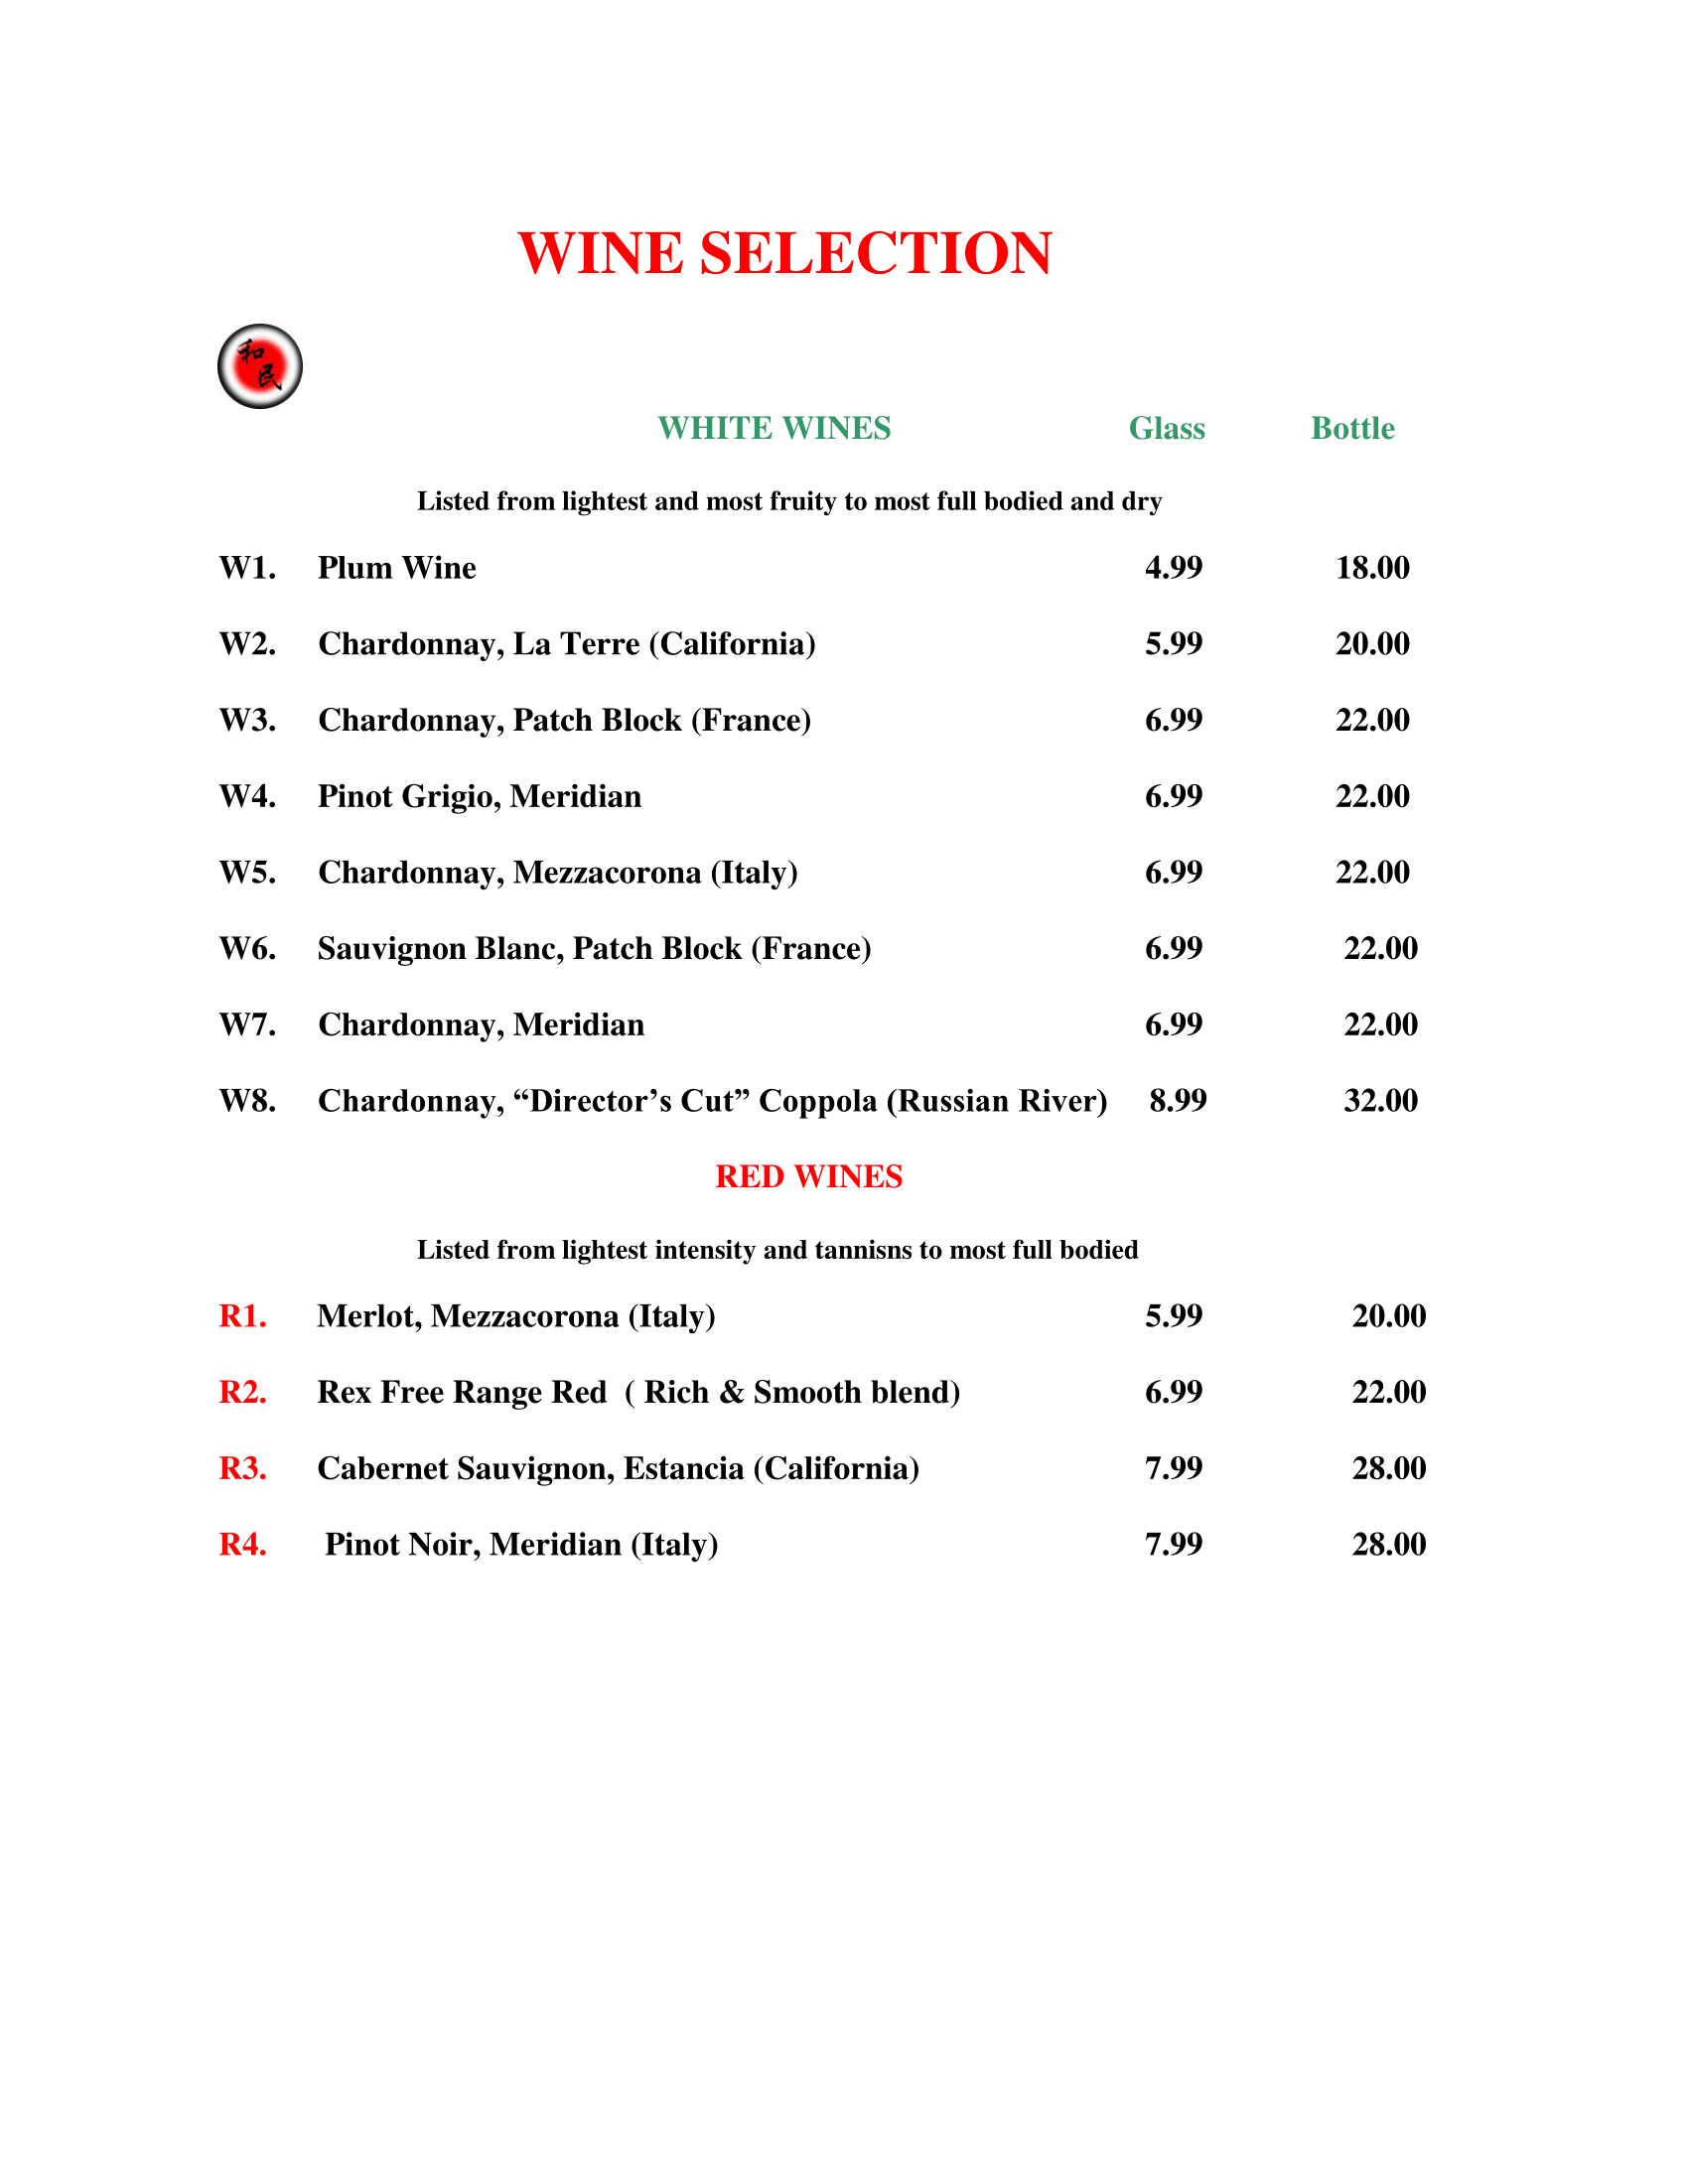 WINE SELECTION
和
民
WHITE WINES Glass Bottle
Listed from lightest and most fruity to most full bodied and dry
W1. Plum Wine 4.99 18.00
W2. Chardonnay, La Terre (California) 5.99 20.00
W3. Chardonnay, Patch Block (France) 6.99 22.00
W4. Pinot Grigio, Meridian 6.99 22.00
W5. Chardonnay, Mezzacorona (Italy) 6.99 22.00
W6. Sauvignon Blanc, Patch Block (France) 6.99 22.00
W7. Chardonnay, Meridian 6.99 22.00
W8. Chardonnay, “Director’s Cut” Coppola (Russian River) 8.99 32.00
RED WINES
Listed from lightest intensity and tannisns to most full bodied
R1. Merlot, Mezzacorona (Italy) 5.99 20.00
R2. Rex Free Range Red ( Rich & Smooth blend) 6.99 22.00
R3. Cabernet Sauvignon, Estancia (California) 7.99 28.00
R4. Pinot Noir, Meridian (Italy) 7.99 28.00